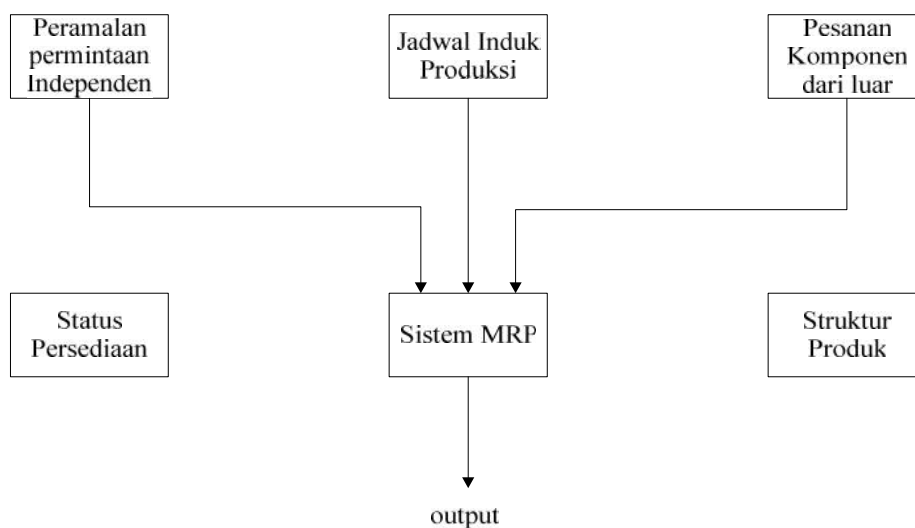 Peramalan
permintaan
Independen
Jadwal Induk
Produksi
Pesanan
Komponen
dari luar
Status
Persediaan
Sistem MRP
Struktur
Produk
output